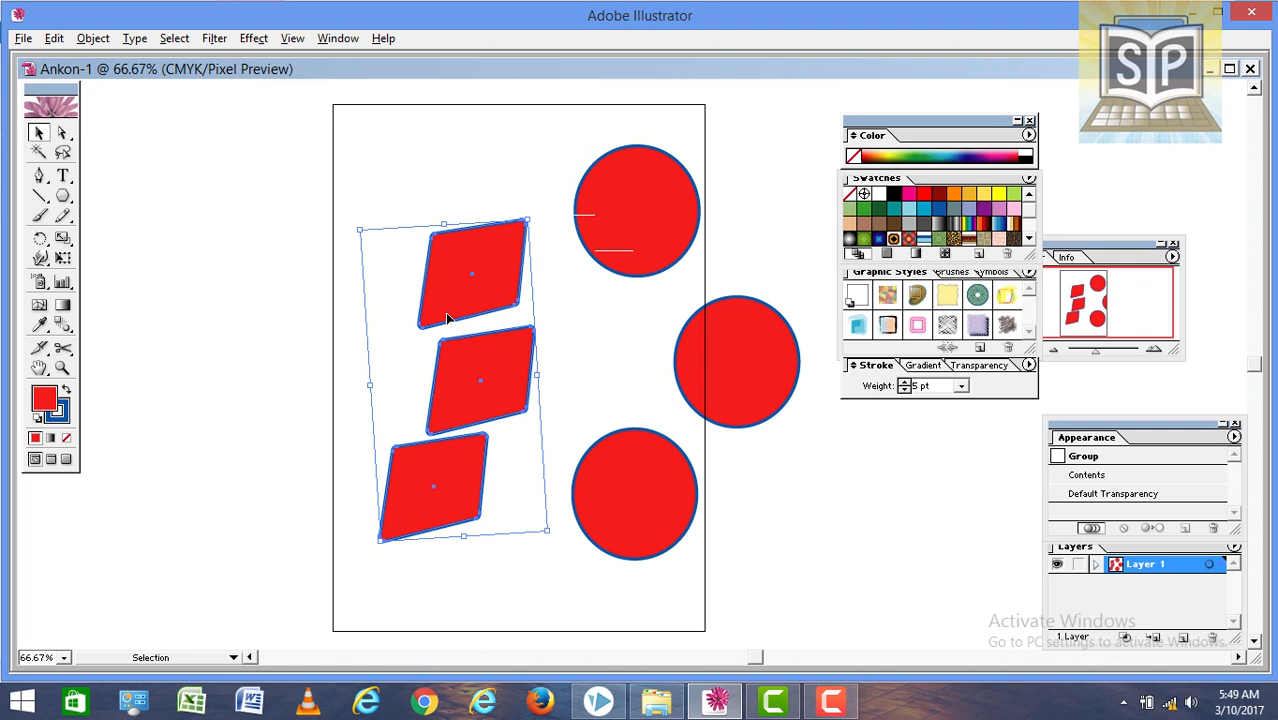 Adobe Illustrator
SP
File Edit Object Type Select Filter Effect View Window Help
Ankon-1 @ 66.67% (CMYK/Pixel Preview)
Color
Swatches
Info
Graphic Styles Brushes Symbols
Stroke Gradient Transparency
Weight: 5 pt
Appearance
Group
Contents
Default Transparency
Layers
Layer 1
Activate Windows
1 Layer
Go to PC settings to activate Windows.
66.67% Selection
5:49 AM
3/10/2017